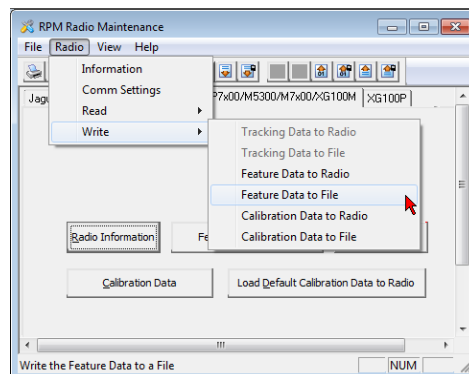 RPM Radio Maintenance
File Radio View Help
Information
Comm Settings
Read
Write
Jagu
P7x00/M5300/M7x00/XG100M
XG100P
Tracking Data to Radio
Tracking Data to File
Feature Data to Radio
Feature Data to File
Calibration Data to Radio
Calibration Data to File
Radio Information
Fe
Calibration Data
Load Default Calibration Data to Radio
Write the Feature Data to a File
NUM